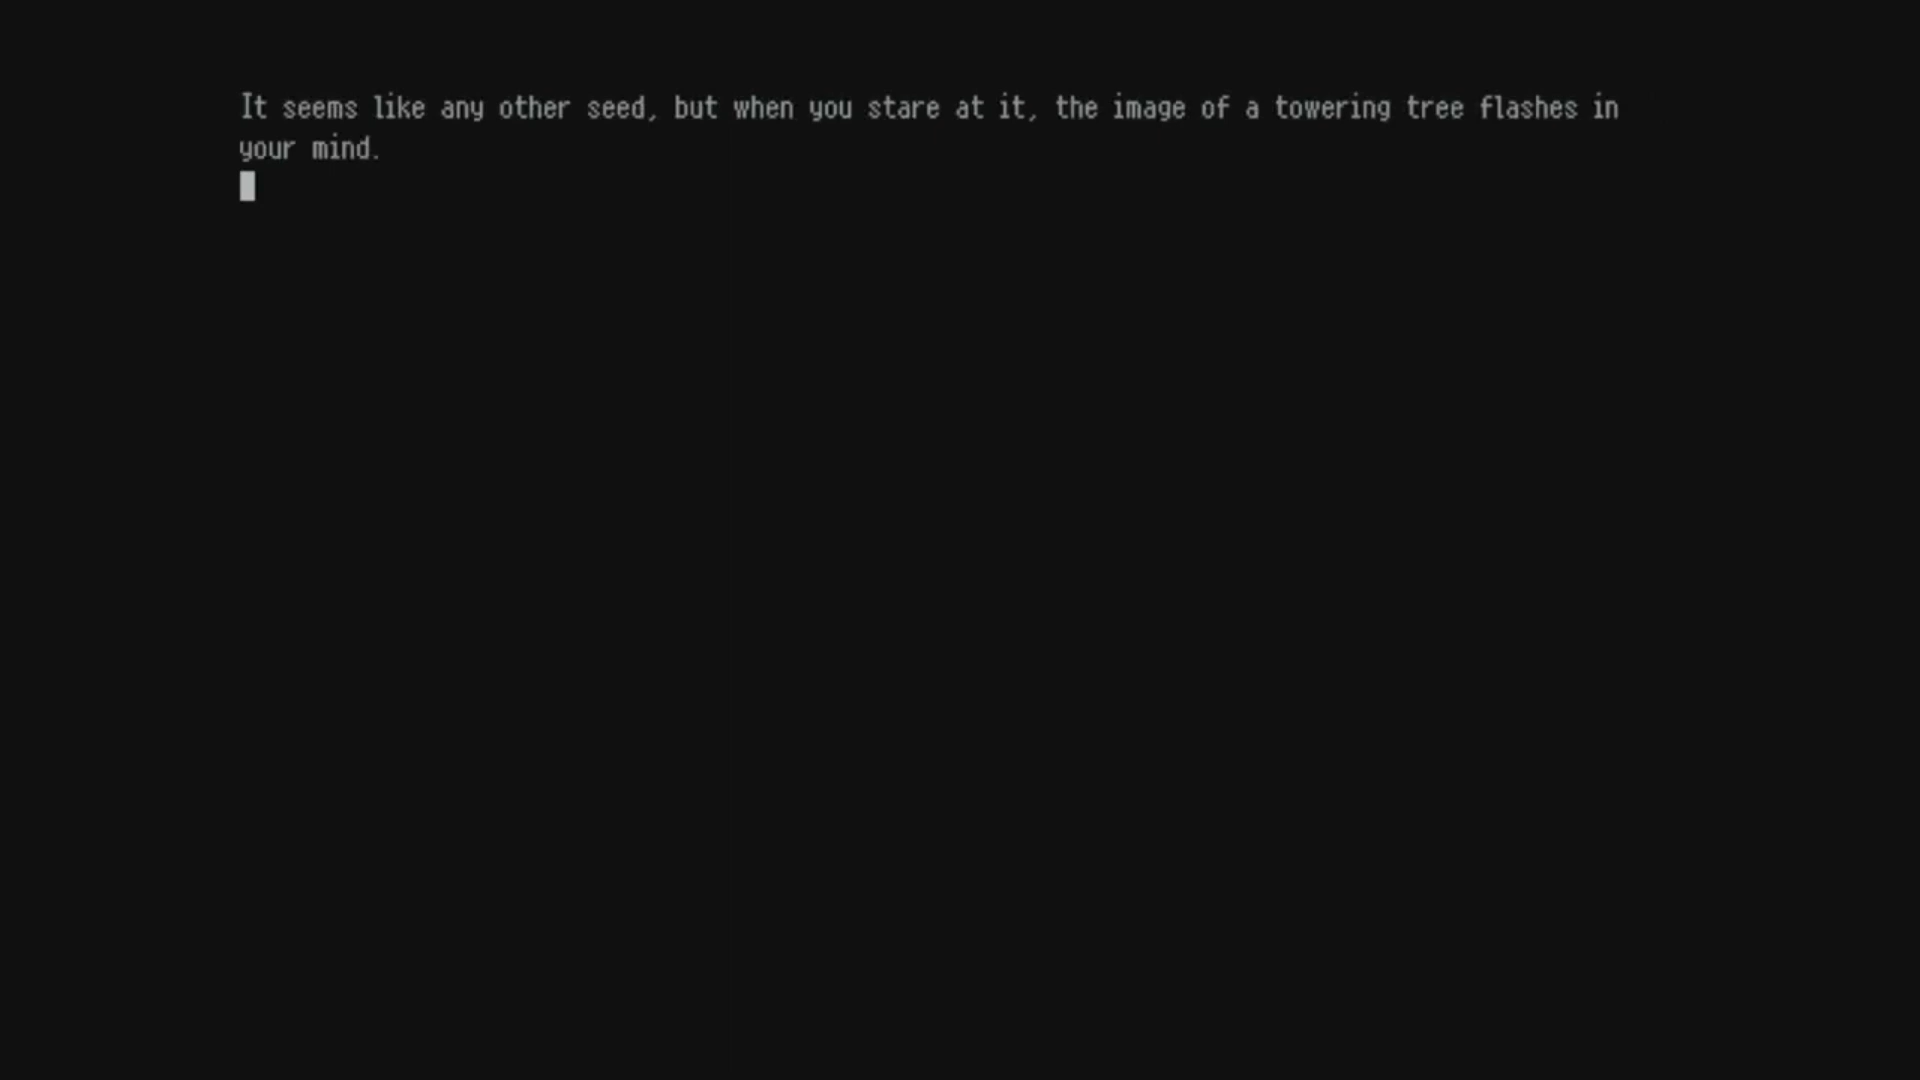 It seems like any other seed, but when you stare at it, the image of a towering tree flashes in
your mind.